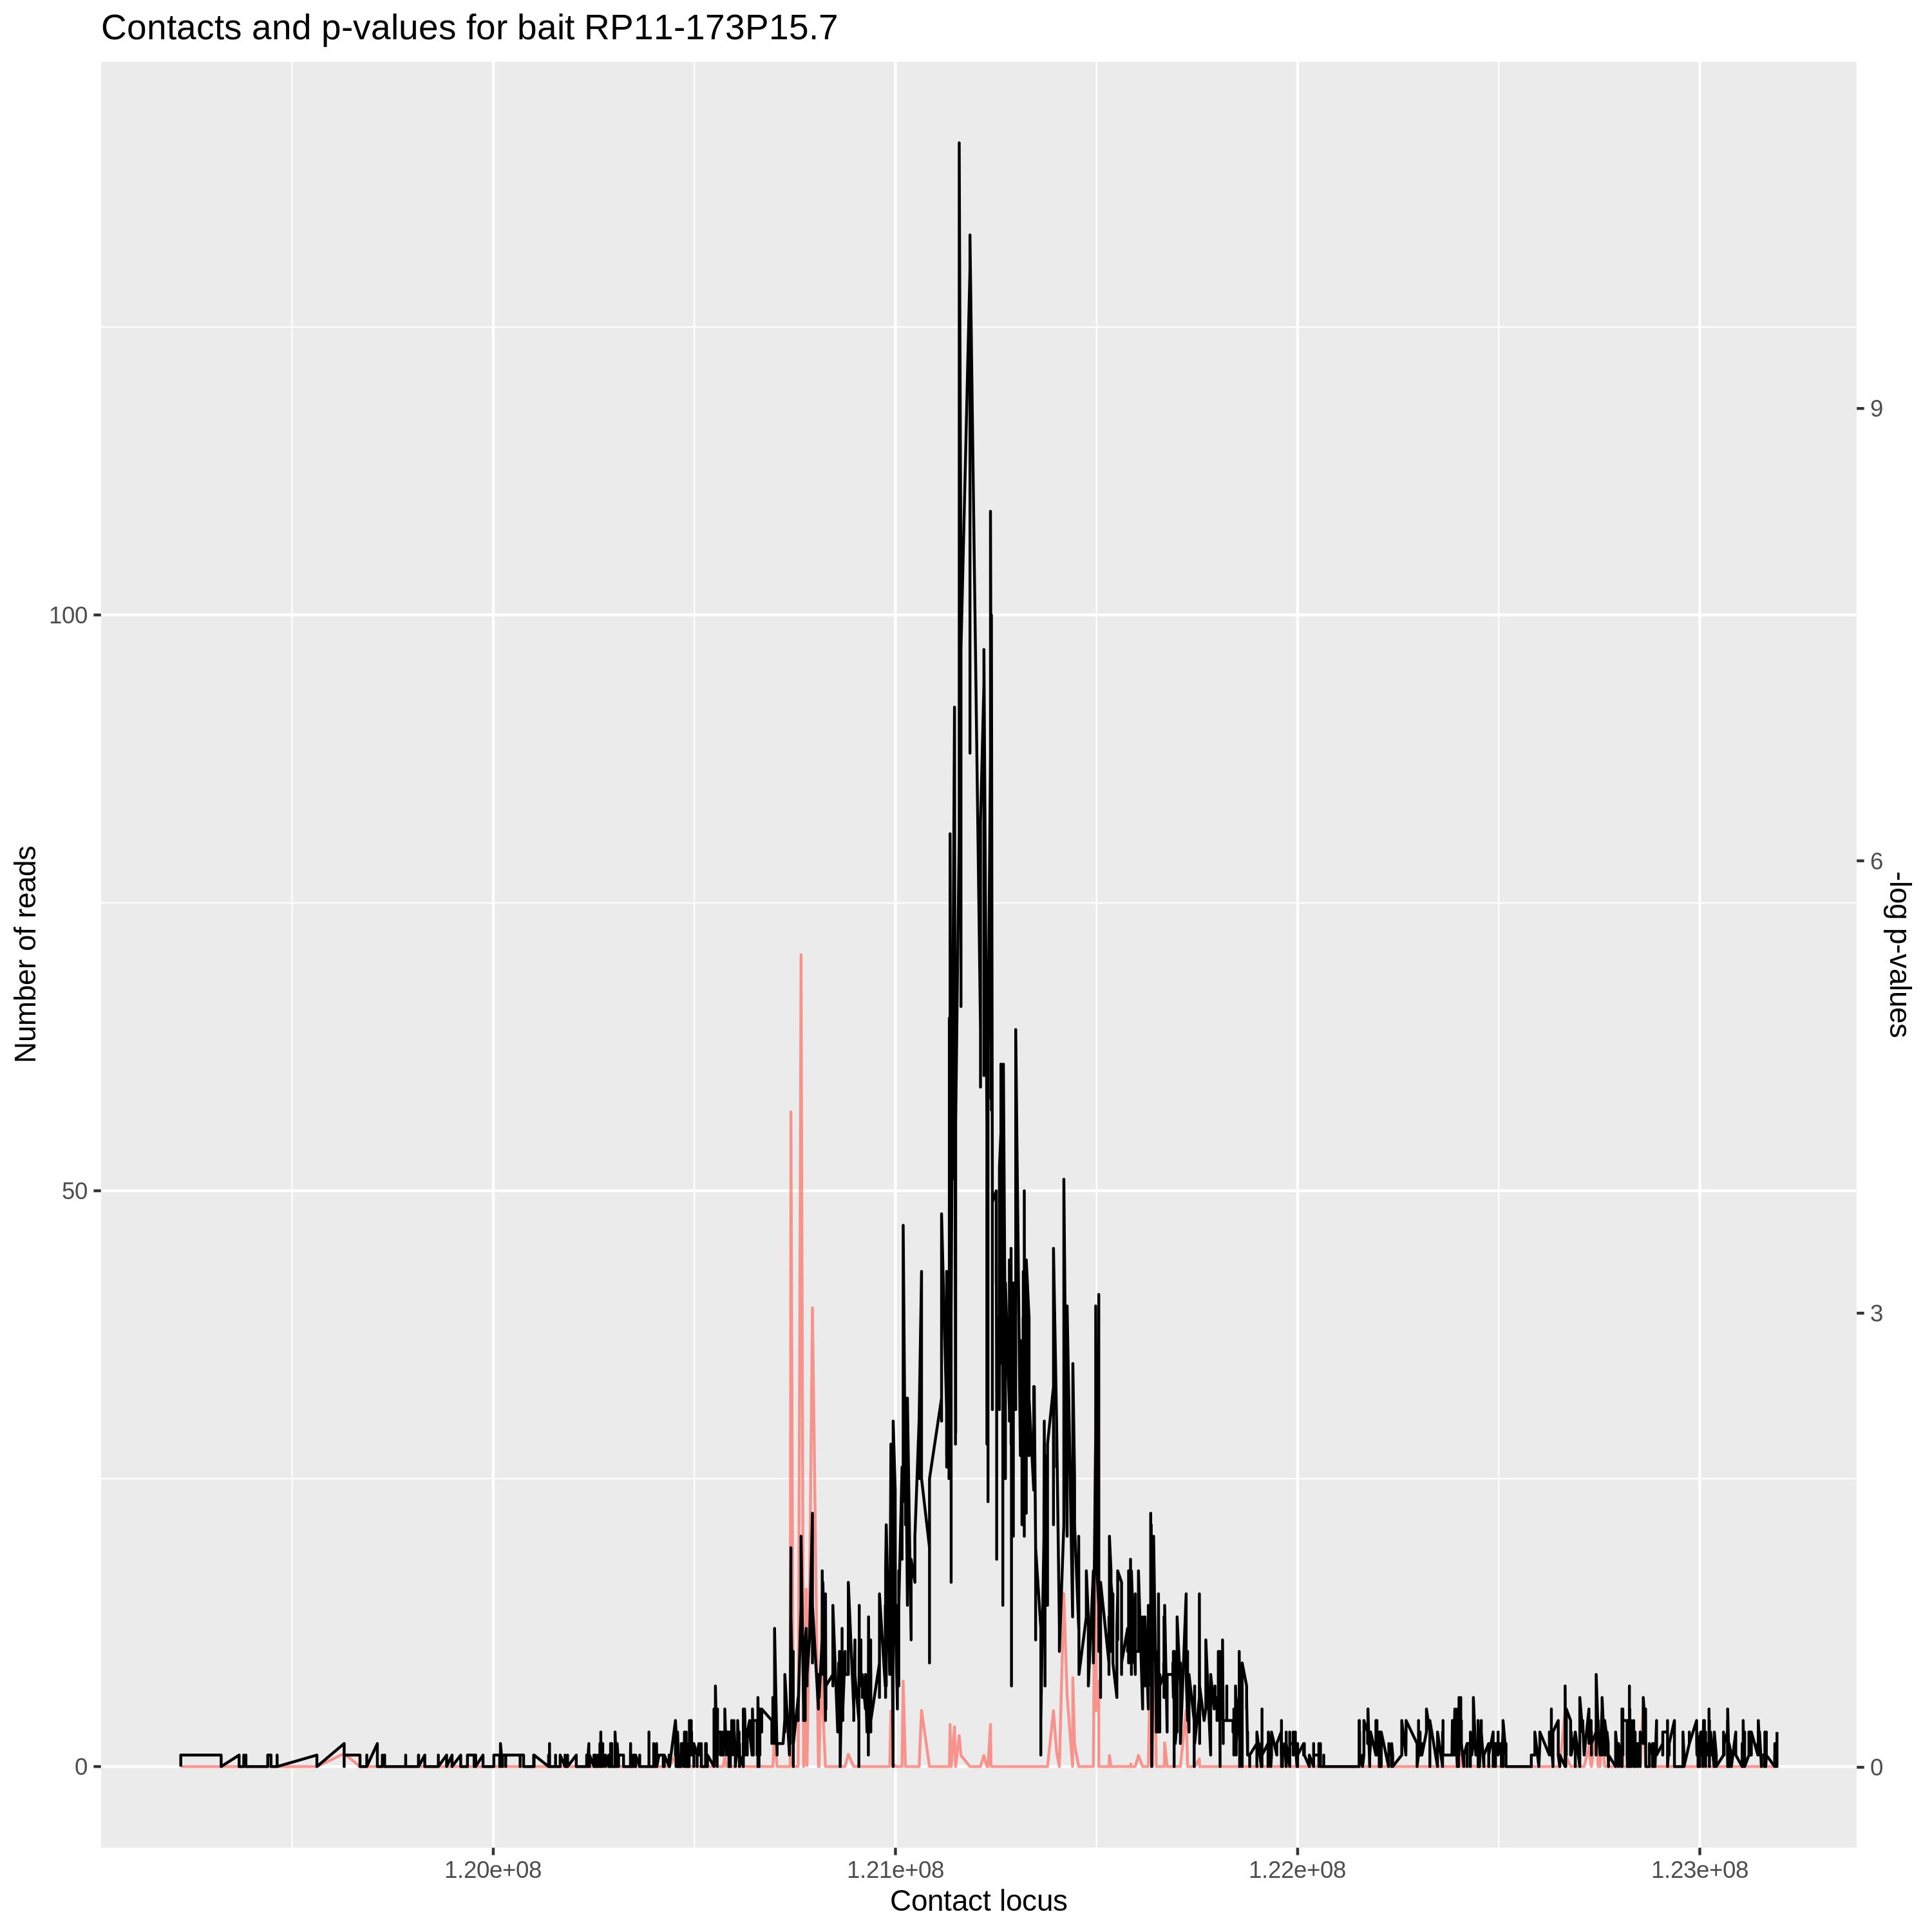 Contacts and p-values for bait RP11-173P15.7
Number of reads
100
50
0
9
6
3
0
-log p-values
1.20e+08
1.21e+08
1.22e+08
1.23e+08
Contact locus